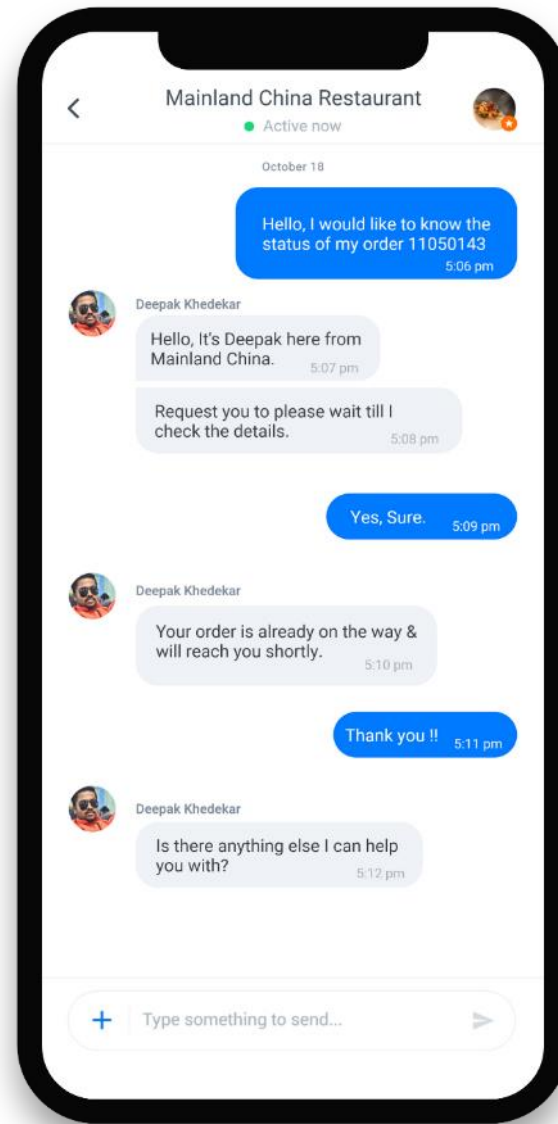 Mainland China Restaurant
Active now
October 18
Hello, I would like to know the
status of my order 11050143
5:06 pm
Deepak Khedekar
Hello, It's Deepak here from
Mainland China.
5:07 pm
Request you to please wait till I
check the details.
5:08 pm
Yes, Sure.
5:09 pm
Deepak Khedekar
Your order is already on the way &
will reach you shortly.
5:10 pm
Thank you !!
5:11 pm
Deepak Khedekar
Is there anything else I can help
you with?
5:12 pm
Type something to send...